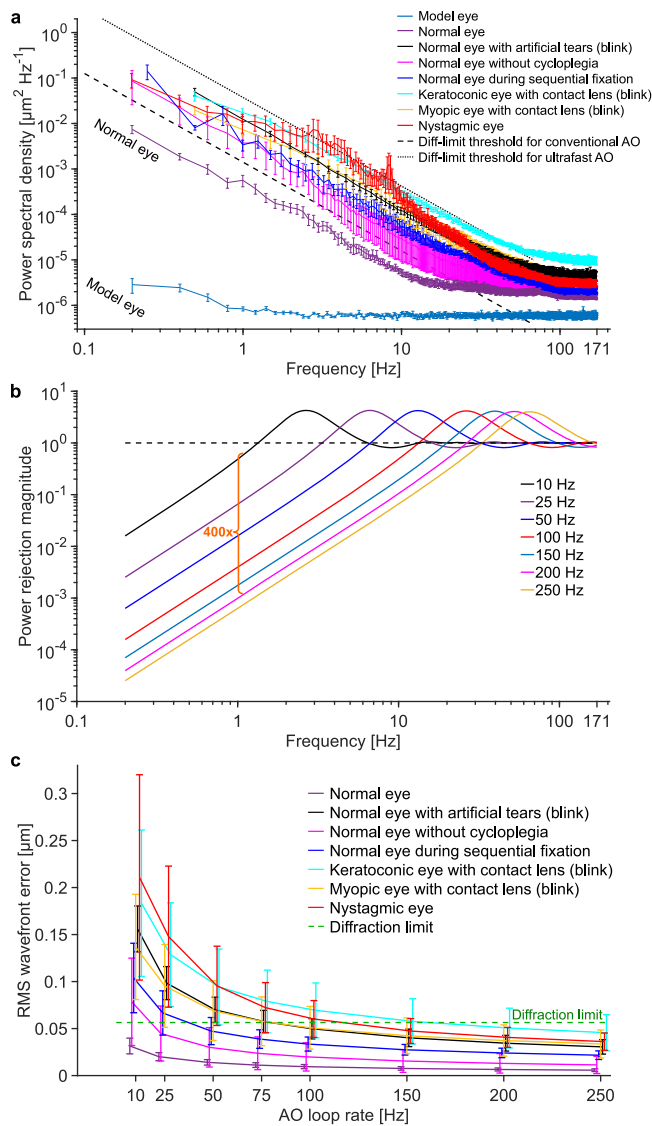 a
Power spectral density [µm² Hz⁻¹]
10⁰
10⁻¹
10⁻²
10⁻³
10⁻⁴
10⁻⁵
10⁻⁶
Normal eye
Model eye
Model eye
Normal eye
Normal eye with artificial tears (blink)
Normal eye without cycloplegia
Normal eye during sequential fixation
Keratoconic eye with contact lens (blink)
Myopic eye with contact lens (blink)
Nystagmic eye
Diff-limit threshold for conventional AO
Diff-limit threshold for ultrafast AO
0.1 1 10 100 171
Frequency [Hz]
b
Power rejection magnitude
10¹
10⁰
10⁻¹
10⁻²
10⁻³
10⁻⁴
10⁻⁵
400x
10 Hz
25 Hz
50 Hz
100 Hz
150 Hz
200 Hz
250 Hz
0.1 1 10 100 171
Frequency [Hz]
c
RMS wavefront error [µm]
0.3
0.25
0.2
0.15
0.1
0.05
0
Normal eye
Normal eye with artificial tears (blink)
Normal eye without cycloplegia
Normal eye during sequential fixation
Keratoconic eye with contact lens (blink)
Myopic eye with contact lens (blink)
Nystagmic eye
Diffraction limit
Diffraction limit
10 25 50 75 100 150 200 250
AO loop rate [Hz]